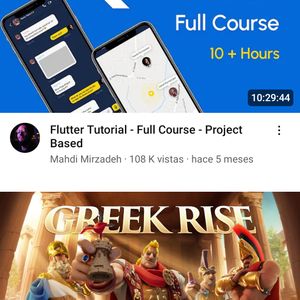 Full Course
10 + Hours
10:29:44
Flutter Tutorial - Full Course - Project
Based
Mahdi Mirzadeh · 108 K vistas · hace 5 meses
GREEK RISE